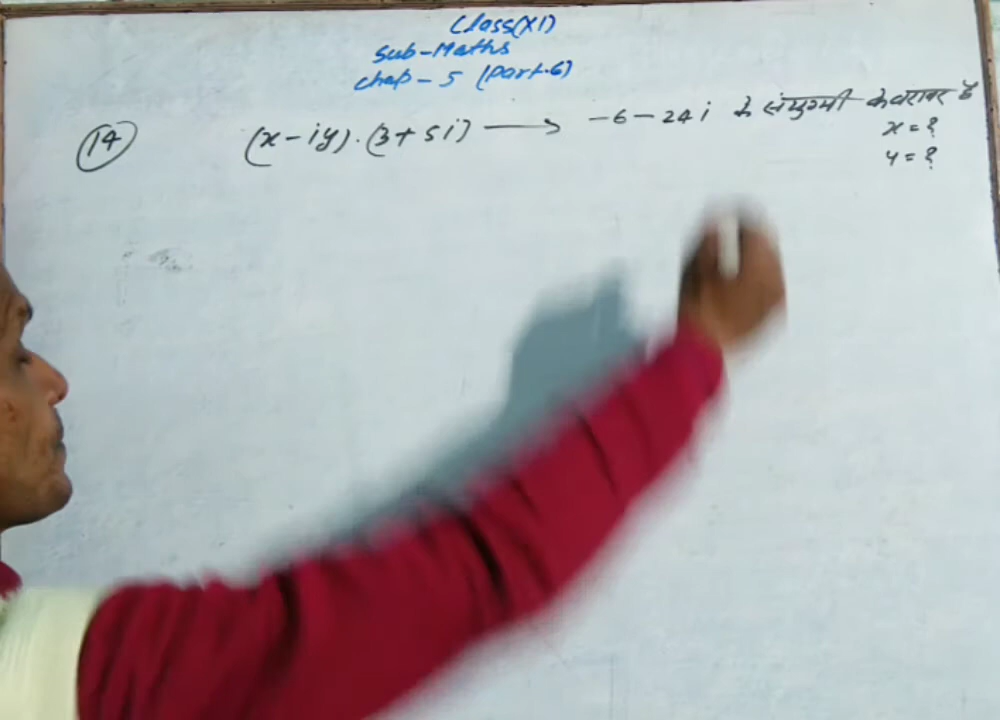 Class(XI)
Sub-Maths
Chap-5 (Part.6)
(14) (x-iy).(3+5i) → -6-24i के संयुग्मी के बराबर है
x=?
y=?